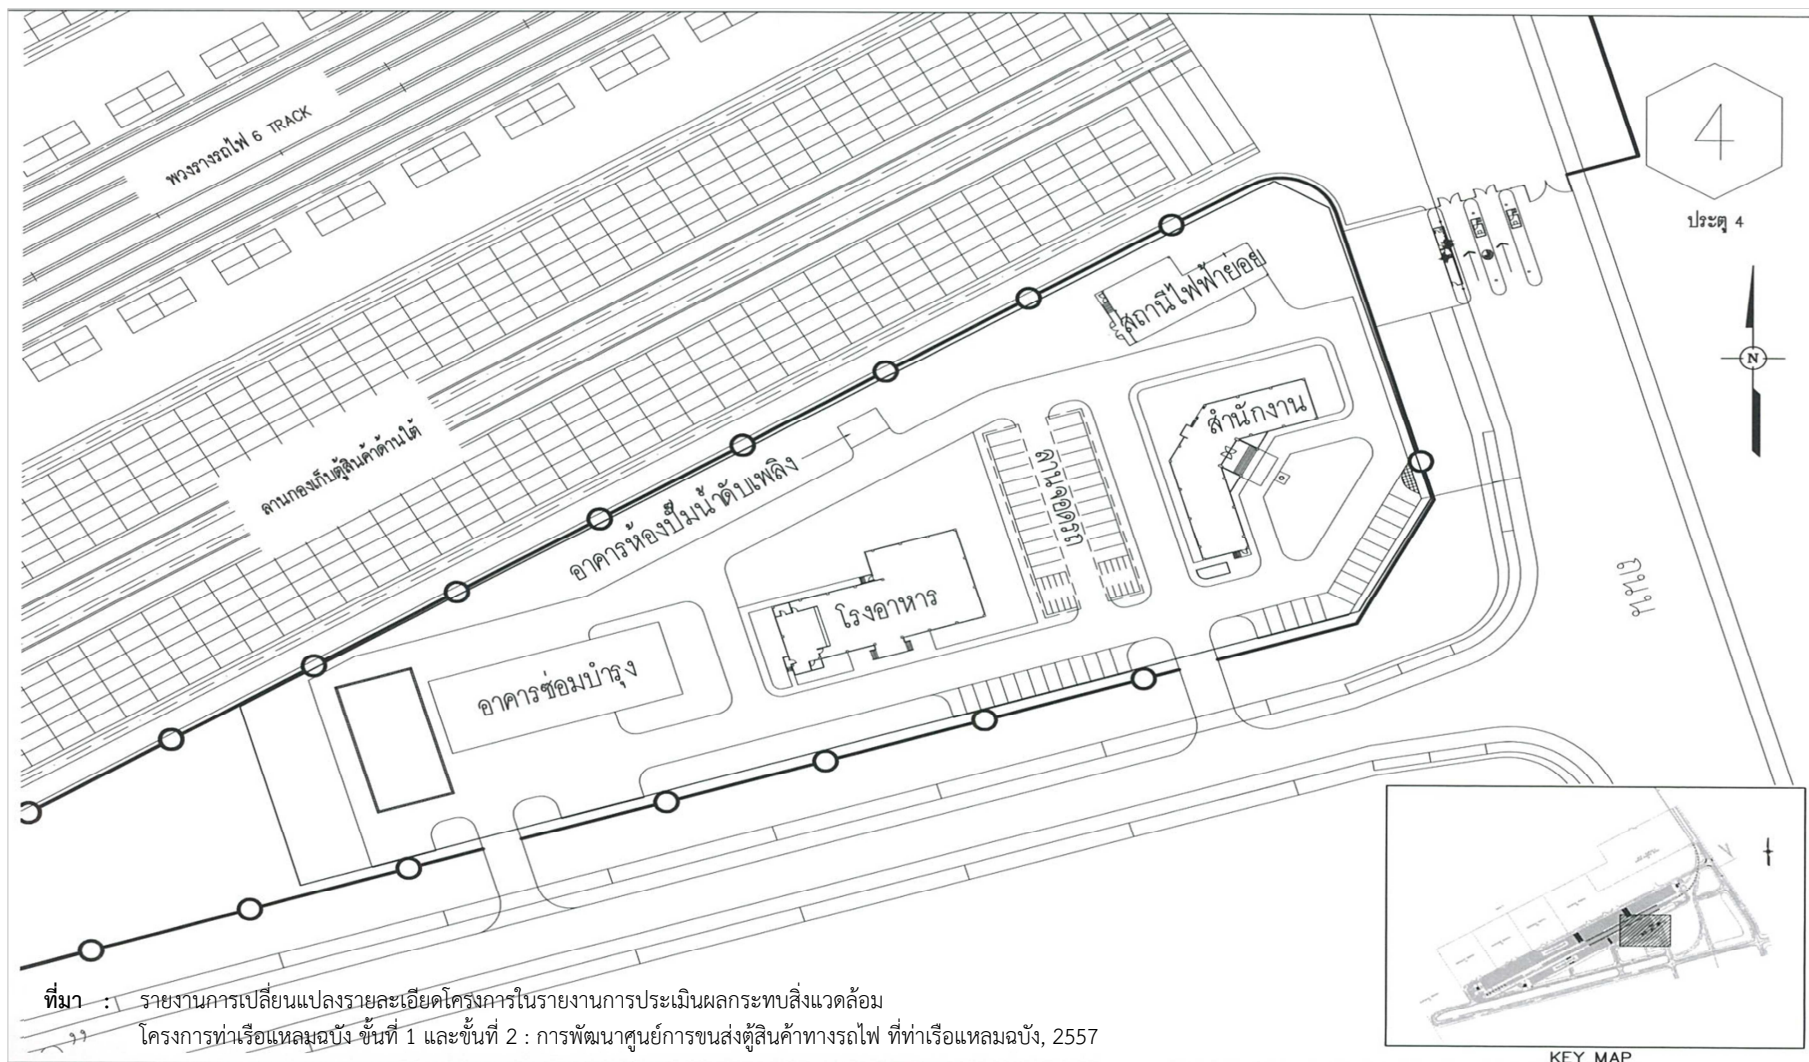 พวงรางรถไฟ 6 TRACK
4
ประตู 4
N
สถานีไฟฟ้าย่อย
สำนักงาน
ลานจอดรถ
ลานกองเก็บตู้สินค้าด้านใต้
อาคารห้องปั๊มน้ำดับเพลิง
โรงอาหาร
อาคารซ่อมบำรุง
ถนน
ที่มา : รายงานการเปลี่ยนแปลงรายละเอียดโครงการในรายงานการประเมินผลกระทบสิ่งแวดล้อม
โครงการท่าเรือแหลมฉบัง ขั้นที่ 1 และขั้นที่ 2 : การพัฒนาศูนย์การขนส่งตู้สินค้าทางรถไฟ ที่ท่าเรือแหลมฉบัง, 2557
KEY MAP